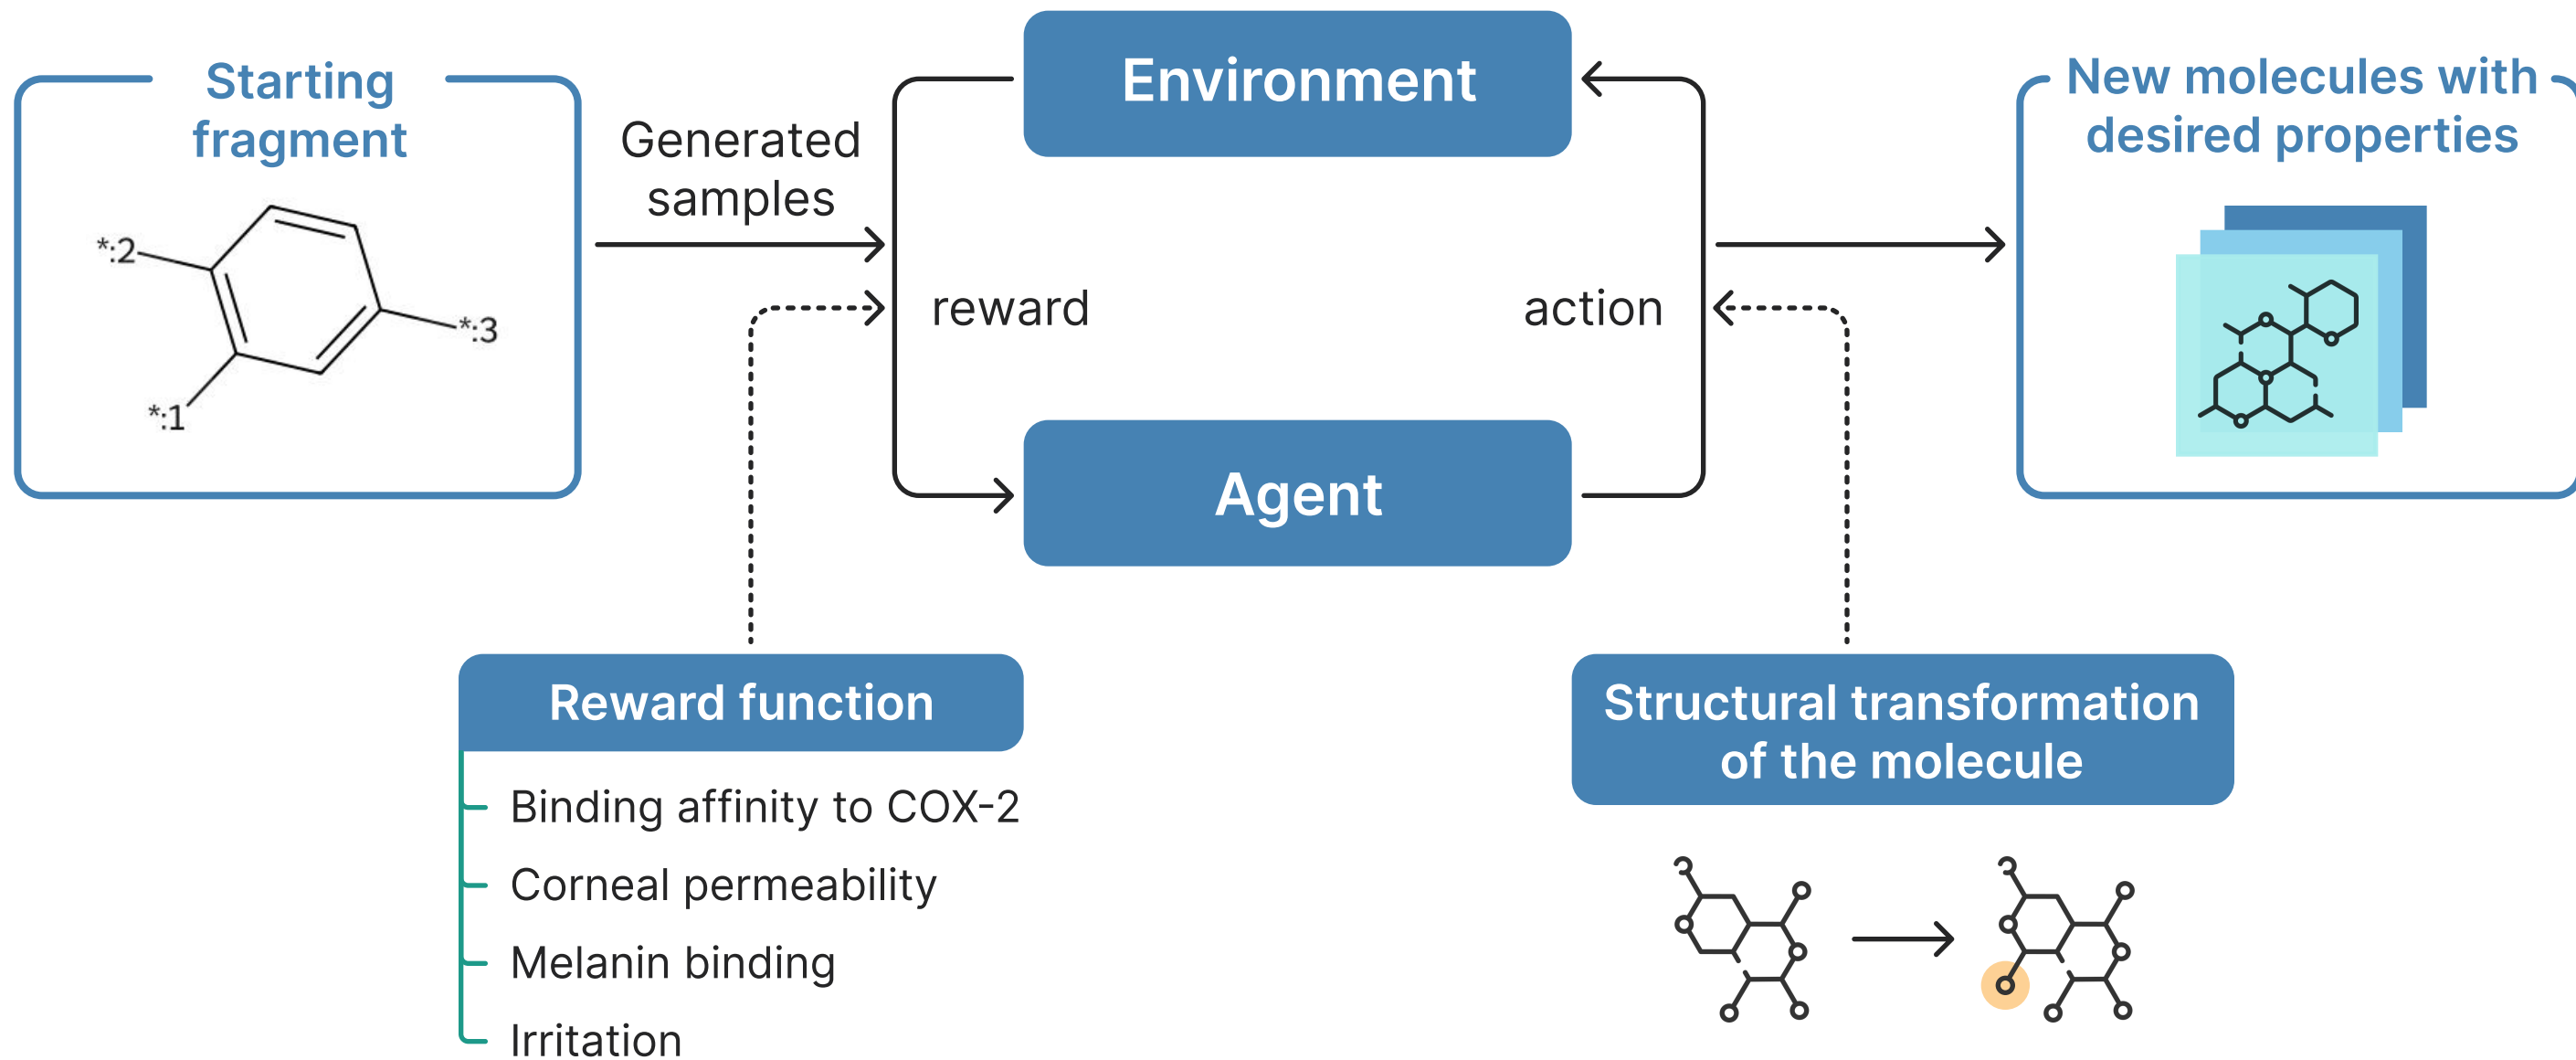 Starting
fragment
*:2
*:3
*:1
Generated
samples
Environment
reward
action
Agent
New molecules with
desired properties
Reward function
Binding affinity to COX-2
Corneal permeability
Melanin binding
Irritation
Structural transformation
of the molecule